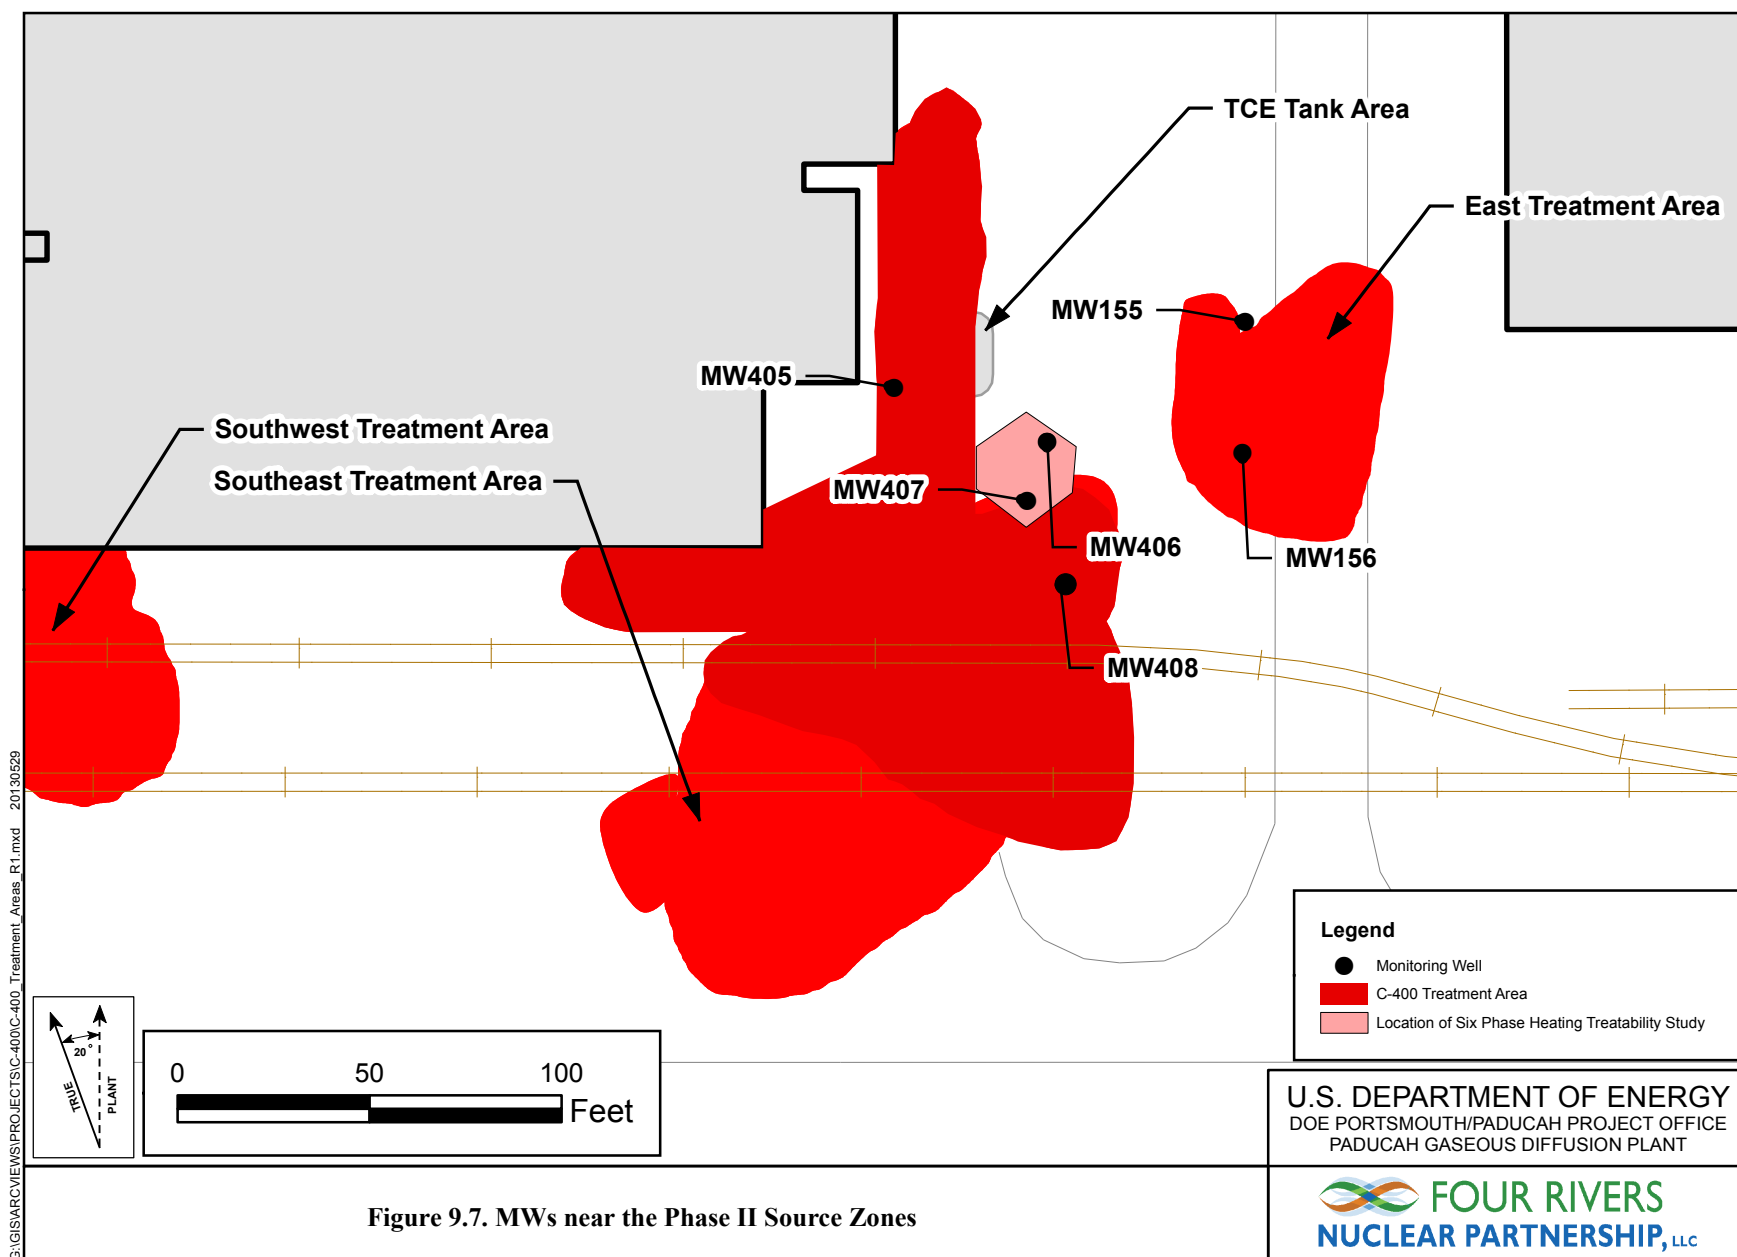 TCE Tank Area
East Treatment Area
MW155
MW405
Southwest Treatment Area
Southeast Treatment Area
MW407
MW406
MW156
MW408
G:\GIS\ARCVIEWS\PROJECTS\C-400\C-400_Treatment_Areas_R1.mxd 20130529
Legend
Monitoring Well
C-400 Treatment Area
Location of Six Phase Heating Treatability Study
20°
TRUE
PLANT
0 50 100
Feet
U.S. DEPARTMENT OF ENERGY
DOE PORTSMOUTH/PADUCAH PROJECT OFFICE
PADUCAH GASEOUS DIFFUSION PLANT
Figure 9.7. MWs near the Phase II Source Zones
FOUR RIVERS
NUCLEAR PARTNERSHIP, LLC